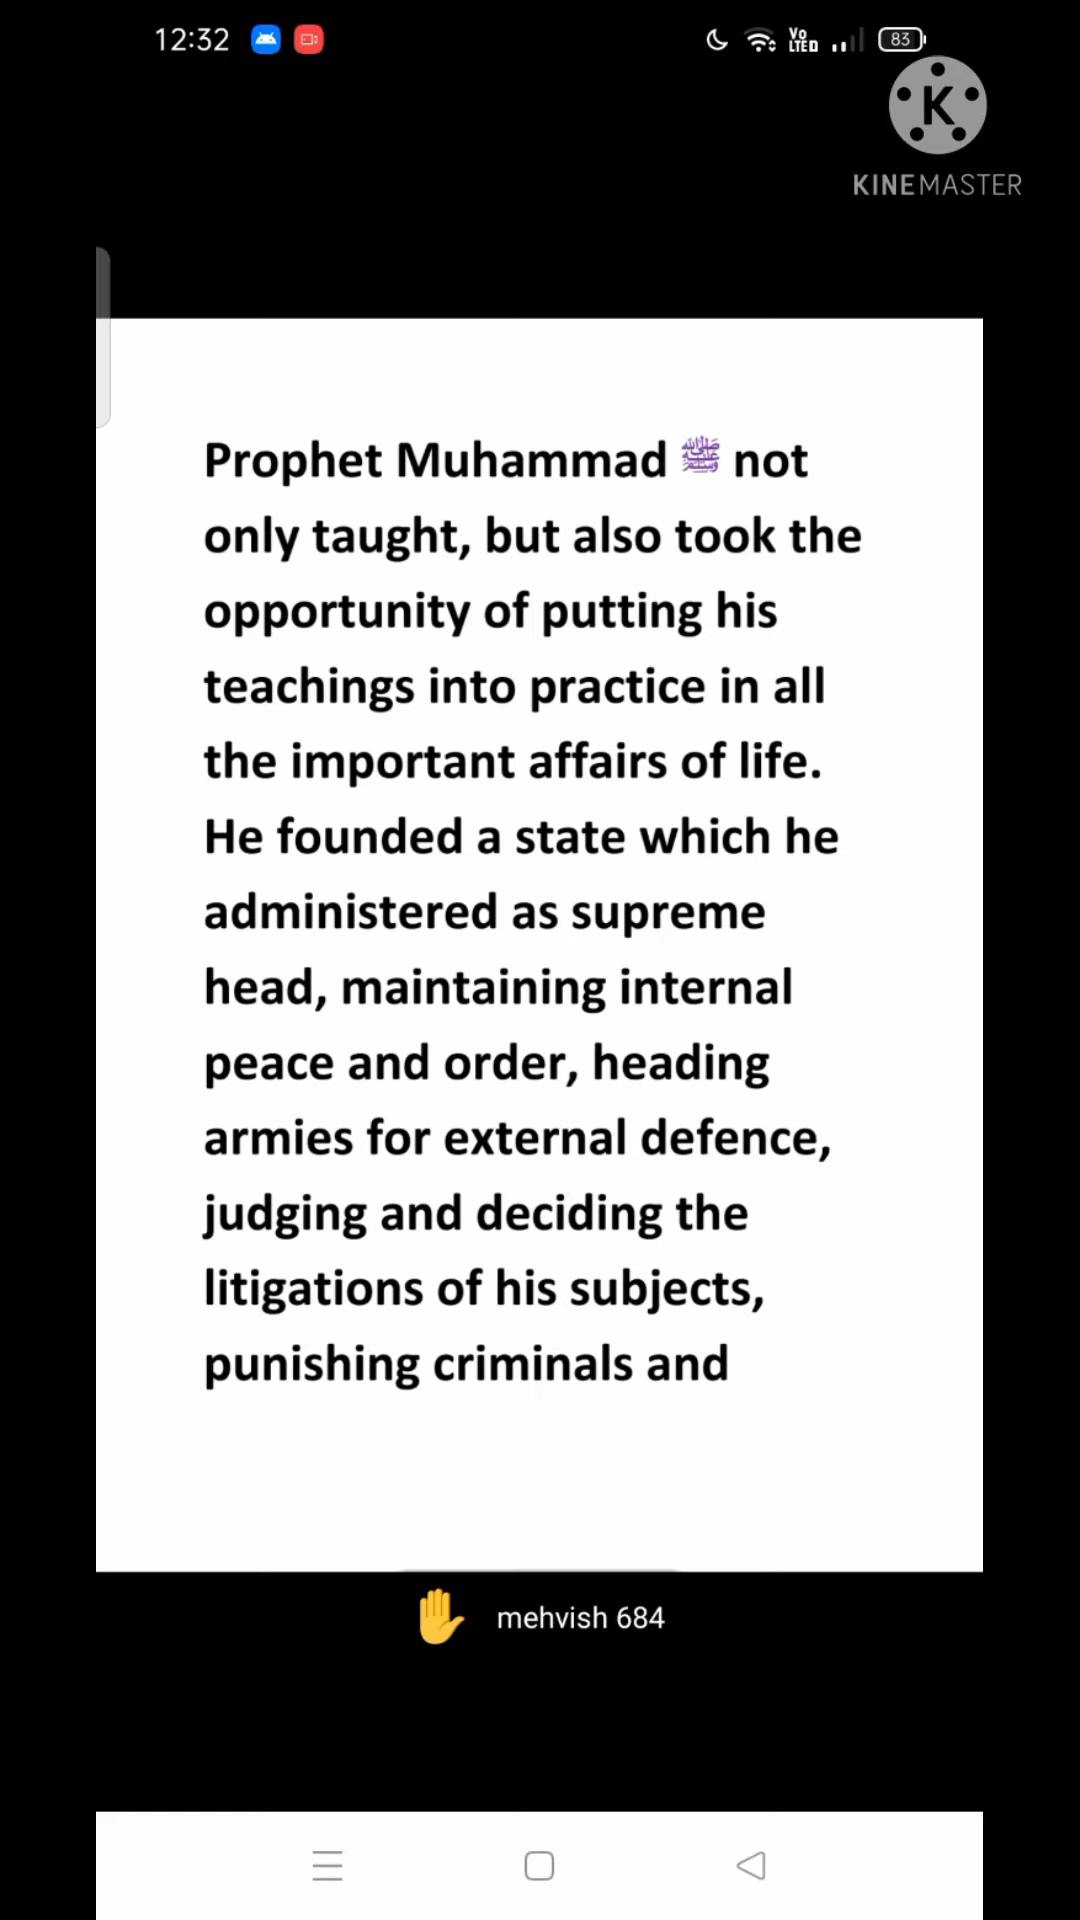 12:32
Vo
LTED
83
K
KINEMASTER
Prophet Muhammad ﷺ not
only taught, but also took the
opportunity of putting his
teachings into practice in all
the important affairs of life.
He founded a state which he
administered as supreme
head, maintaining internal
peace and order, heading
armies for external defence,
judging and deciding the
litigations of his subjects,
punishing criminals and
mehvish 684